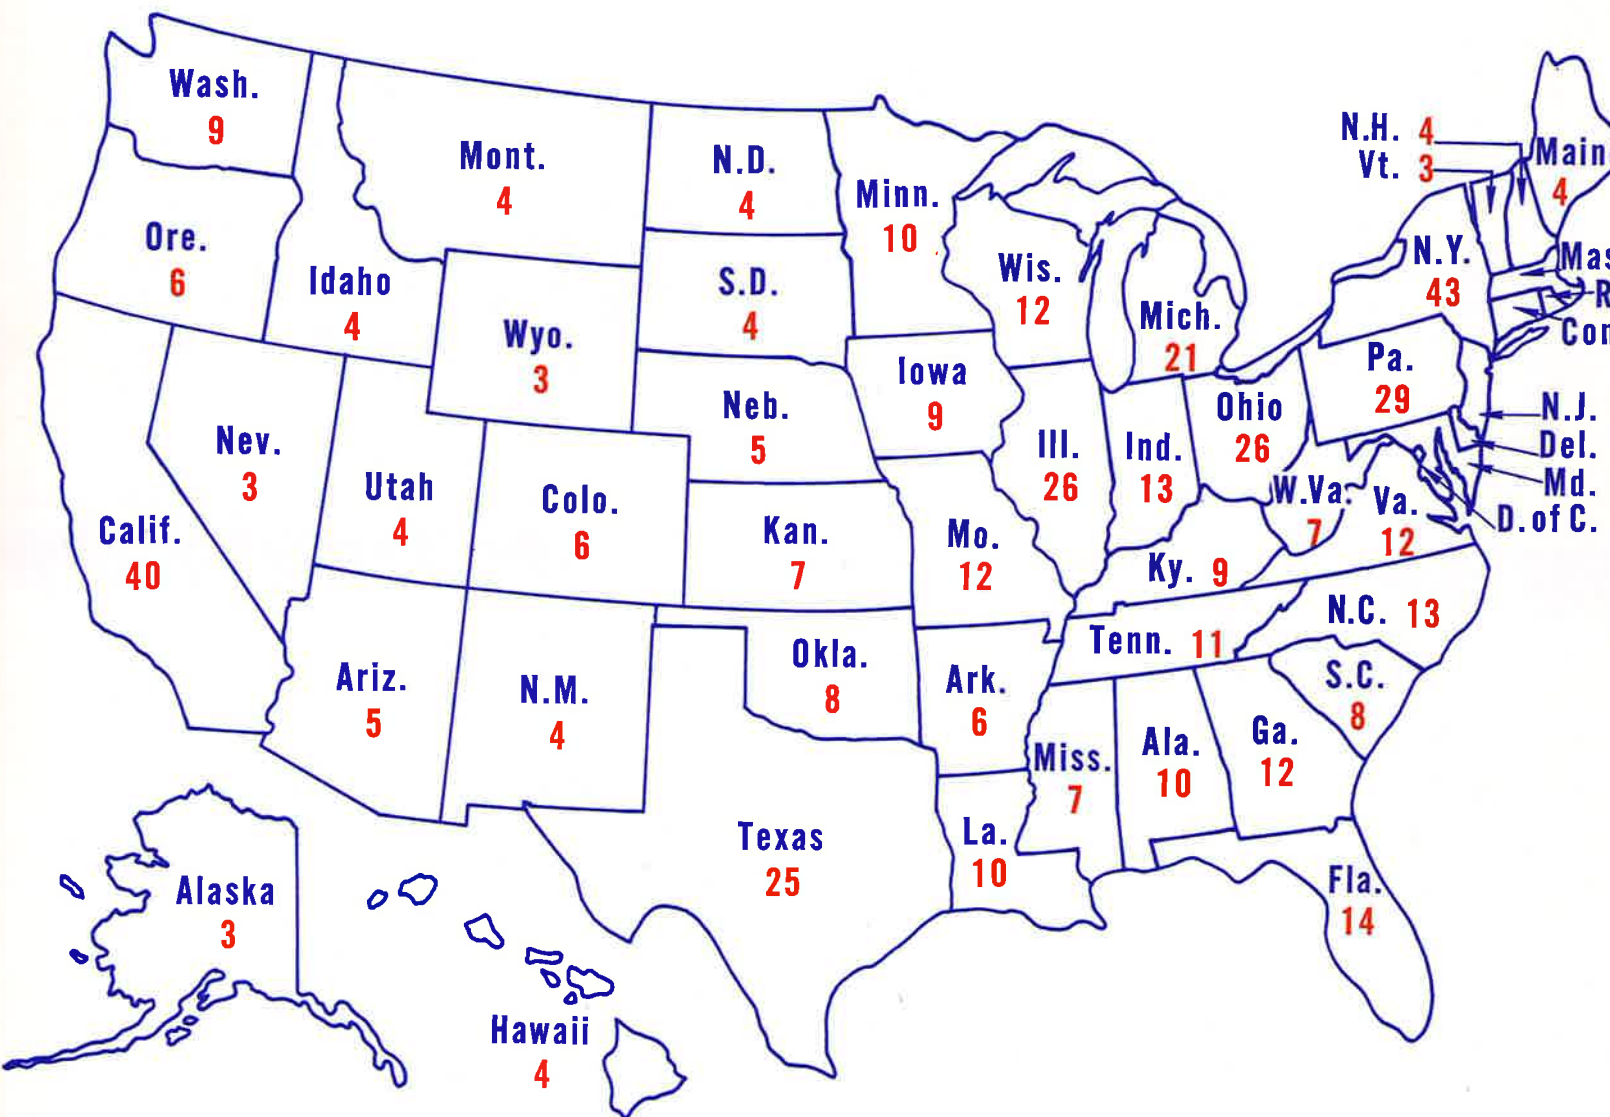 Wash.
9
Ore.
6
Calif.
40
Idaho
4
Nev.
3
Mont.
4
Wyo.
3
Utah
4
Colo.
6
Ariz.
5
N.M.
4
N.D.
4
S.D.
4
Neb.
5
Kan.
7
Okla.
8
Texas
25
Minn.
10
Iowa
9
Mo.
12
Ark.
6
La.
10
Wis.
12
Ill.
26
Mich.
21
Ind.
13
Ohio
26
Ky. 9
Tenn. 11
Miss.
7
Ala.
10
Ga.
12
Fla.
14
S.C.
8
N.C. 13
Va.
12
W.Va.
7
Pa.
29
N.Y.
43
N.H. 4
Vt. 3
Main
4
Mas
R
Con
N.J.
Del.
Md.
D.of C.
Alaska
3
Hawaii
4